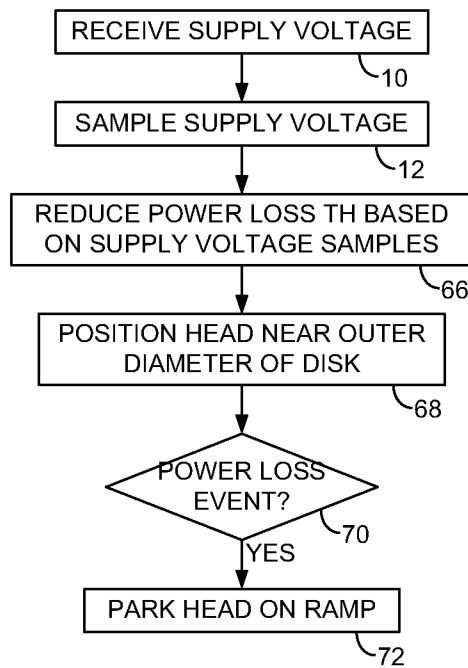 RECEIVE SUPPLY VOLTAGE
10
SAMPLE SUPPLY VOLTAGE
12
REDUCE POWER LOSS TH BASED
ON SUPPLY VOLTAGE SAMPLES
66
POSITION HEAD NEAR OUTER
DIAMETER OF DISK
68
POWER LOSS
EVENT?
70
YES
PARK HEAD ON RAMP
72